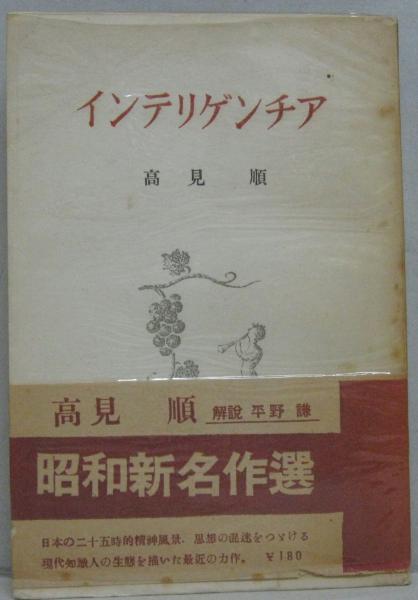 インテリゲンチア
高見 順
高見 順 解說 平野 謙
昭和新名作選
日本の二十五時的精神風景、思想の混迷をつゞける
現代知識人の生態を描いた最近の力作。 ￥180